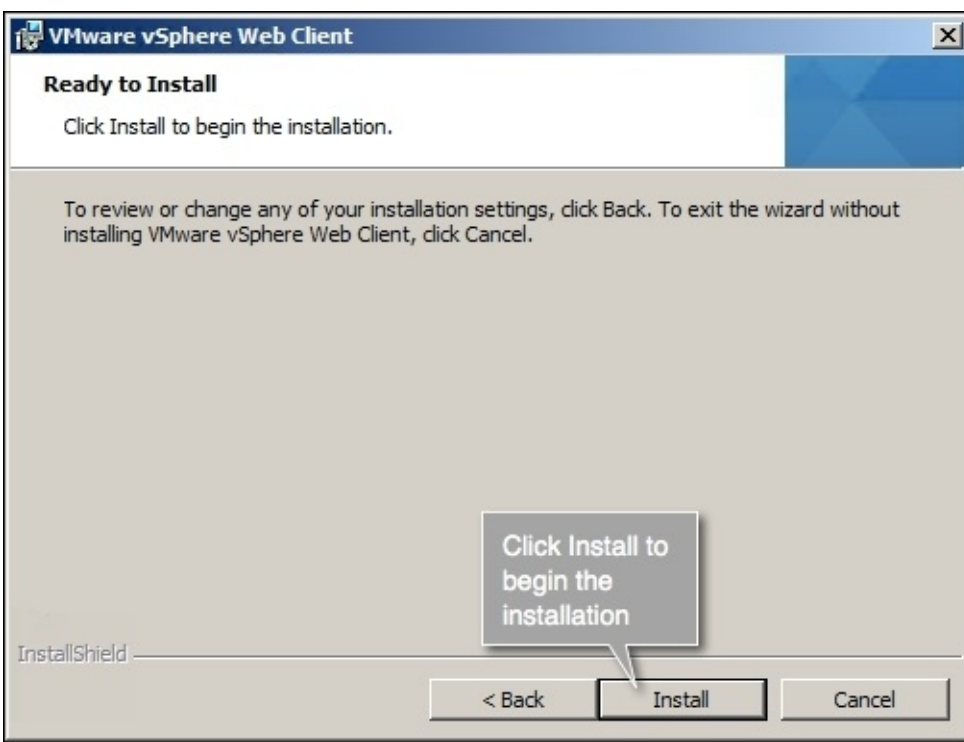 VMware vSphere Web Client
Ready to Install
Click Install to begin the installation.
To review or change any of your installation settings, click Back. To exit the wizard without
installing VMware vSphere Web Client, click Cancel.
Click Install to
begin the
installation
InstallShield
< Back
Install
Cancel